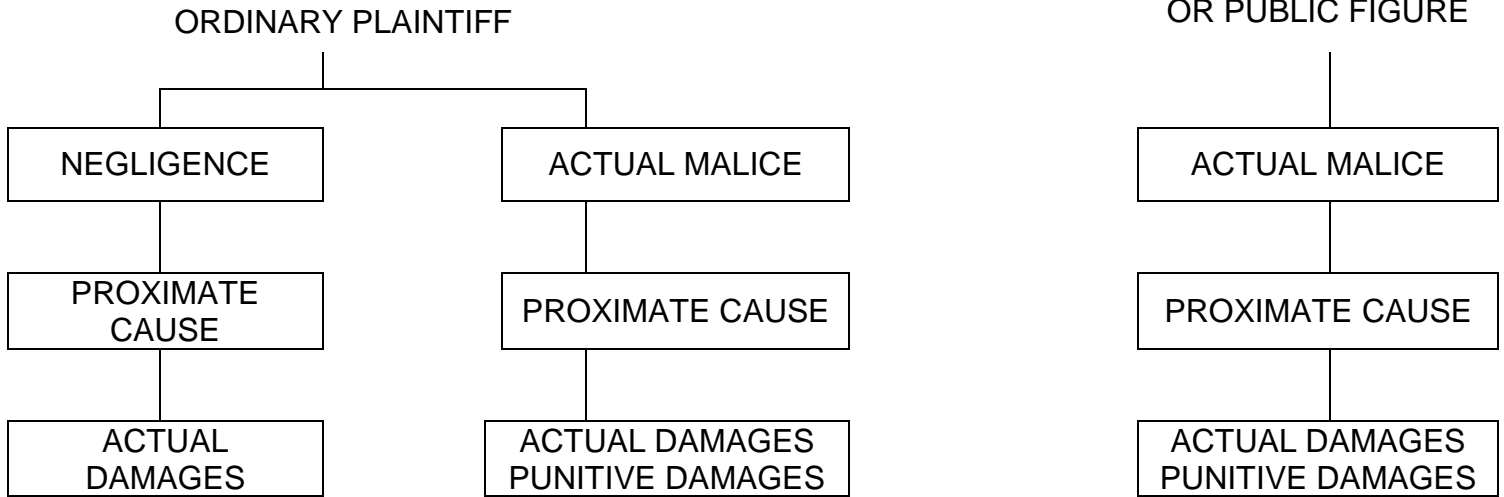 ORDINARY PLAINTIFF
OR PUBLIC FIGURE
NEGLIGENCE
ACTUAL MALICE
ACTUAL MALICE
PROXIMATE
CAUSE
PROXIMATE CAUSE
PROXIMATE CAUSE
ACTUAL
DAMAGES
ACTUAL DAMAGES
PUNITIVE DAMAGES
ACTUAL DAMAGES
PUNITIVE DAMAGES